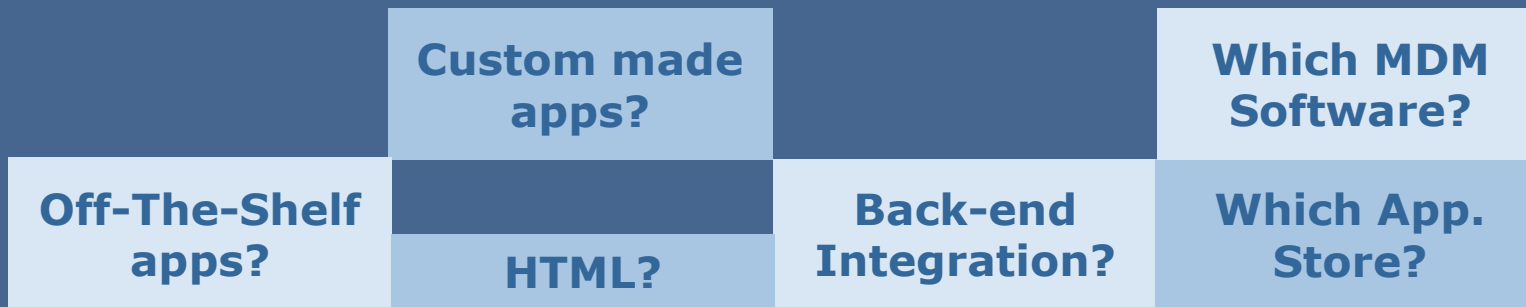 Custom made
apps?
Which MDM
Software?
Off-The-Shelf
apps?
HTML?
Back-end
Integration?
Which App.
Store?